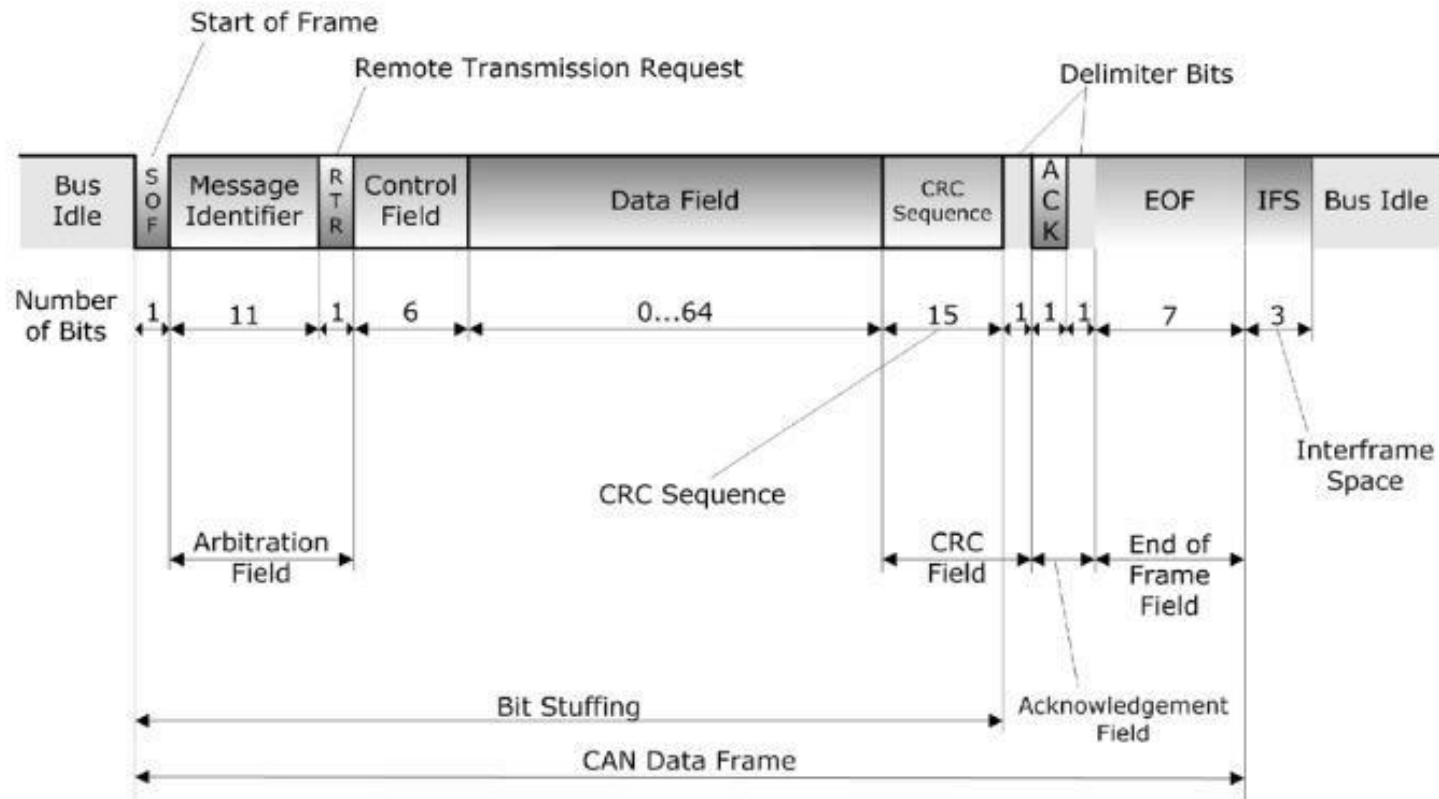 Start of Frame
Remote Transmission Request
Delimiter Bits
Bus
Idle
S
O
F
Message
Identifier
R
T
R
Control
Field
Data Field
CRC
Sequence
A
C
K
EOF
IFS
Bus Idle
Number
of Bits
1
11
1
6
0...64
15
1
1
1
7
3
Interframe
Space
CRC Sequence
Arbitration
Field
CRC
Field
End of
Frame
Field
Bit Stuffing
Acknowledgement
Field
CAN Data Frame